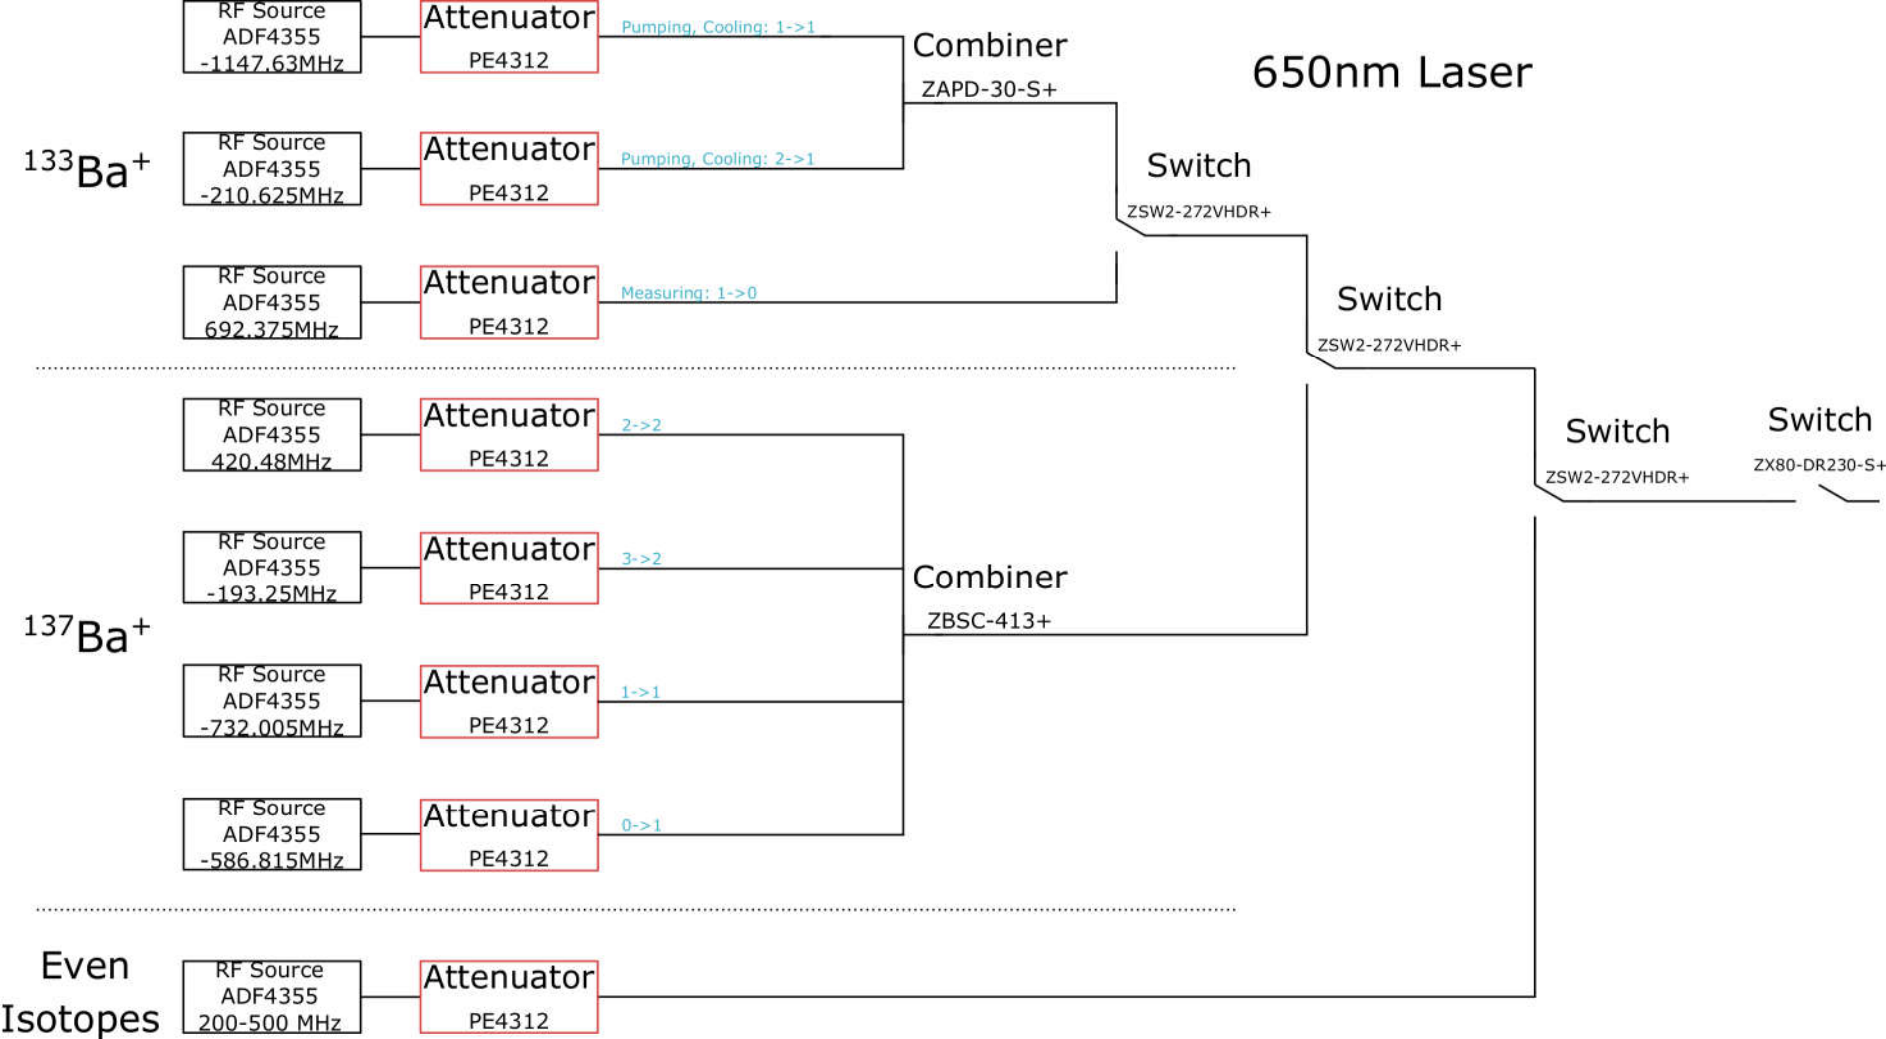 650nm Laser
133Ba+
RF Source
ADF4355
-1147.63MHz
Attenuator
PE4312
Pumping, Cooling: 1->1
RF Source
ADF4355
-210.625MHz
Attenuator
PE4312
Pumping, Cooling: 2->1
Combiner
ZAPD-30-S+
RF Source
ADF4355
692.375MHz
Attenuator
PE4312
Measuring: 1->0
Switch
ZSW2-272VHDR+
Switch
ZSW2-272VHDR+
137Ba+
RF Source
ADF4355
420.48MHz
Attenuator
PE4312
2->2
RF Source
ADF4355
-193.25MHz
Attenuator
PE4312
3->2
RF Source
ADF4355
-732.005MHz
Attenuator
PE4312
1->1
RF Source
ADF4355
-586.815MHz
Attenuator
PE4312
0->1
Combiner
ZBSC-413+
Switch
ZSW2-272VHDR+
Switch
ZX80-DR230-S+
Even
Isotopes
RF Source
ADF4355
200-500 MHz
Attenuator
PE4312